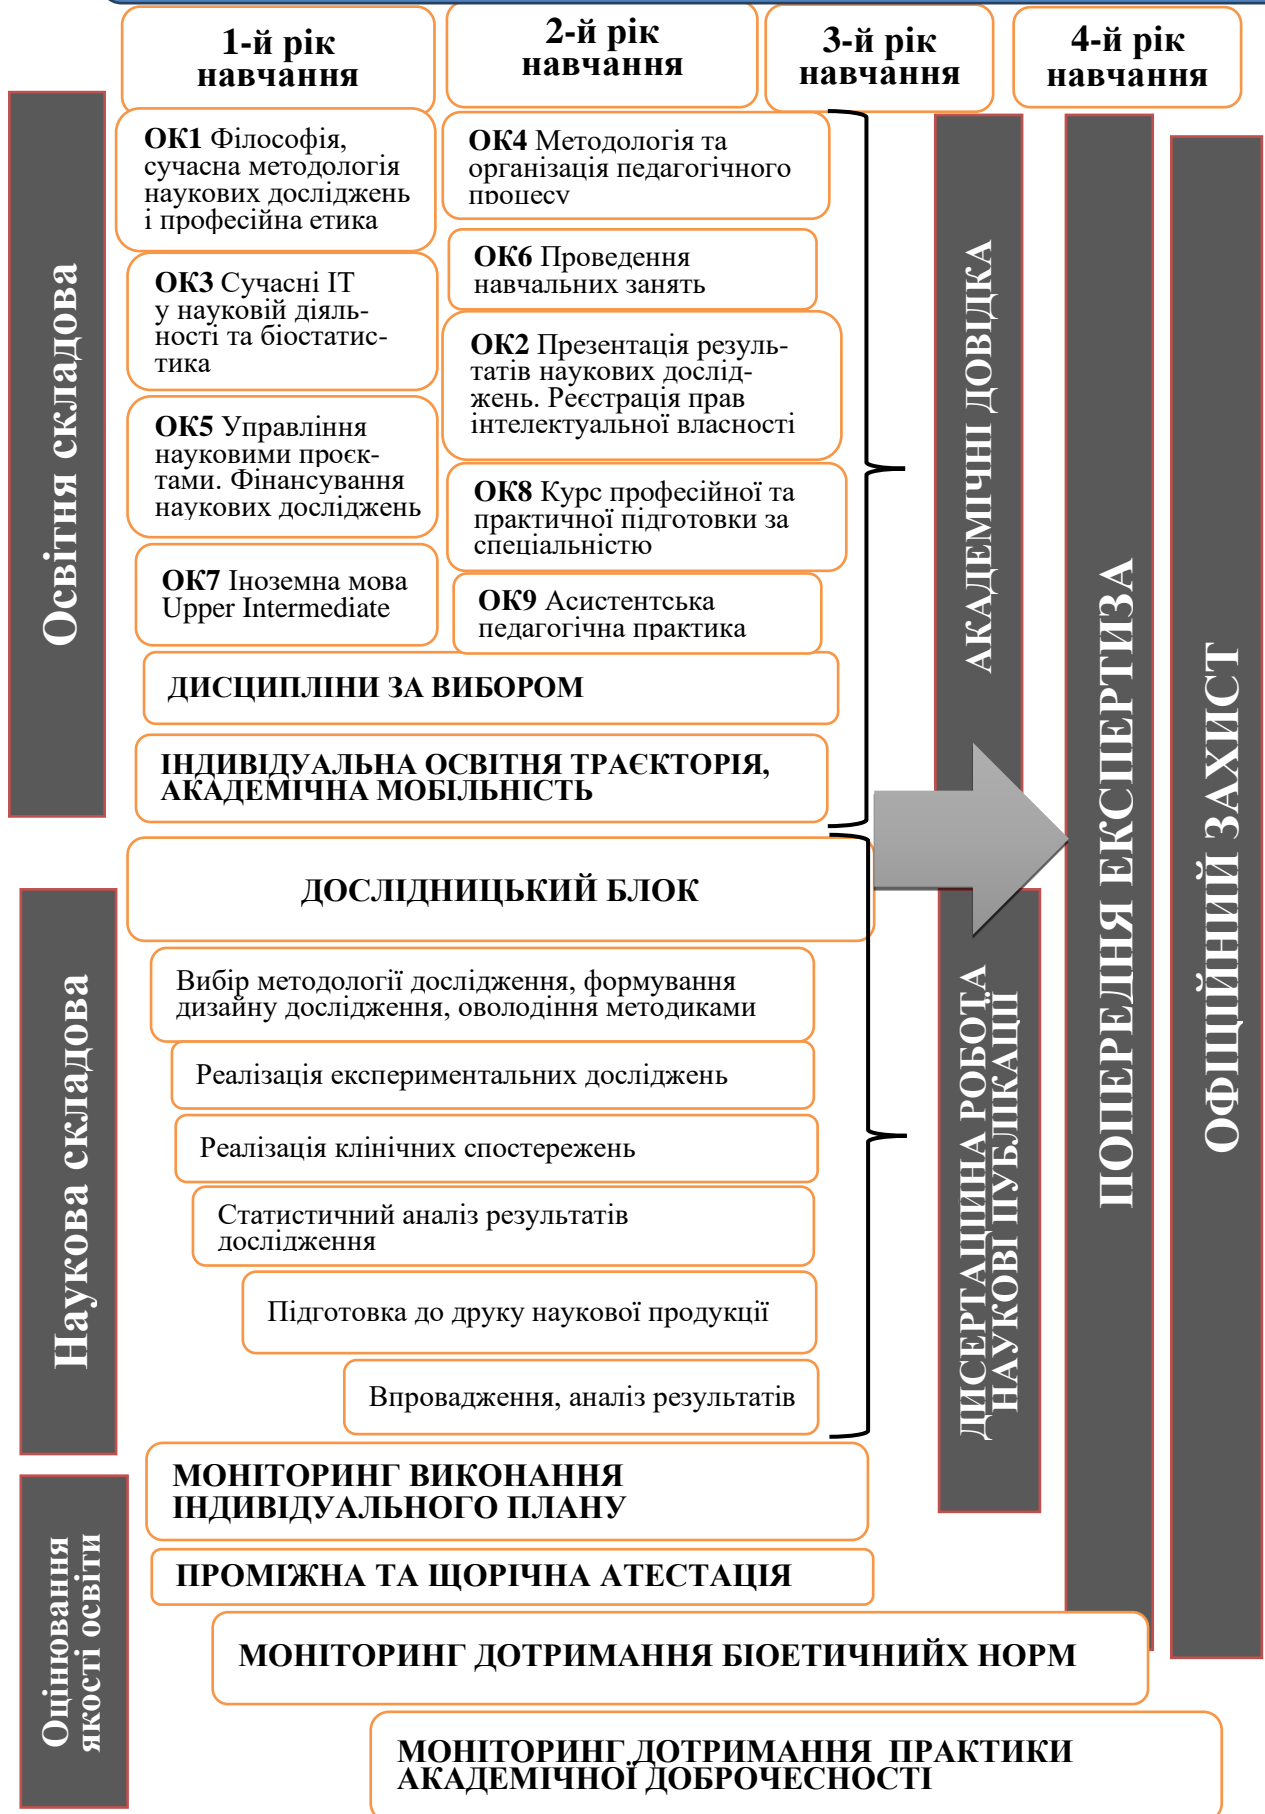 1-й рік
навчання
2-й рік
навчання
3-й рік
навчання
4-й рік
навчання
Освітня складова
ОК1 Філософія,
сучасна методологія
наукових досліджень
і професійна етика
ОК3 Сучасні ІТ
у науковій діяль-
ності та біостатис-
тика
ОК5 Управління
науковими проєк-
тами. Фінансування
наукових досліджень
ОК7 Іноземна мова
Upper Intermediate
ОК4 Методологія та
організація педагогічного
процесу
ОК6 Проведення
навчальних занять
ОК2 Презентація резуль-
татів наукових дослід-
жень. Реєстрація прав
інтелектуальної власності
ОК8 Курс професійної та
практичної підготовки за
спеціальністю
ОК9 Асистентська
педагогічна практика
ДИСЦИПЛІНИ ЗА ВИБОРОМ
ІНДИВІДУАЛЬНА ОСВІТНЯ ТРАЄКТОРІЯ,
АКАДЕМІЧНА МОБІЛЬНІСТЬ
АКАДЕМІЧНІ ДОВІДКА
ПОПЕРЕДНЯ ЕКСПЕРТИЗА
ОФІЦІЙНИЙ ЗАХИСТ
Наукова складова
ДОСЛІДНИЦЬКИЙ БЛОК
Вибір методології дослідження, формування
дизайну дослідження, оволодіння методиками
Реалізація експериментальних досліджень
Реалізація клінічних спостережень
Статистичний аналіз результатів
дослідження
Підготовка до друку наукової продукції
Впровадження, аналіз результатів
ДИСЕРТАЦІЙНА РОБОТА
НАУКОВІ ПУБЛІКАЦІЇ
Оцінювання
якості освіти
МОНІТОРИНГ ВИКОНАННЯ
ІНДИВІДУАЛЬНОГО ПЛАНУ
ПРОМІЖНА ТА ЩОРІЧНА АТЕСТАЦІЯ
МОНІТОРИНГ ДОТРИМАННЯ БІОЕТИЧНИЙХ НОРМ
МОНІТОРИНГ ДОТРИМАННЯ ПРАКТИКИ
АКАДЕМІЧНОЇ ДОБРОЧЕСНОСТІ